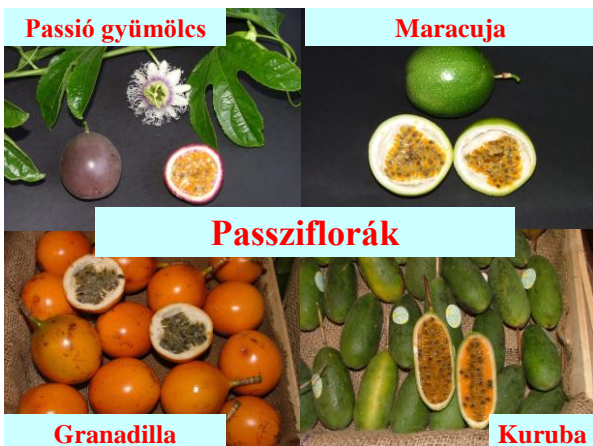 Passió gyümölcs
Maracuja
Passziflorák
Granadilla
Kuruba